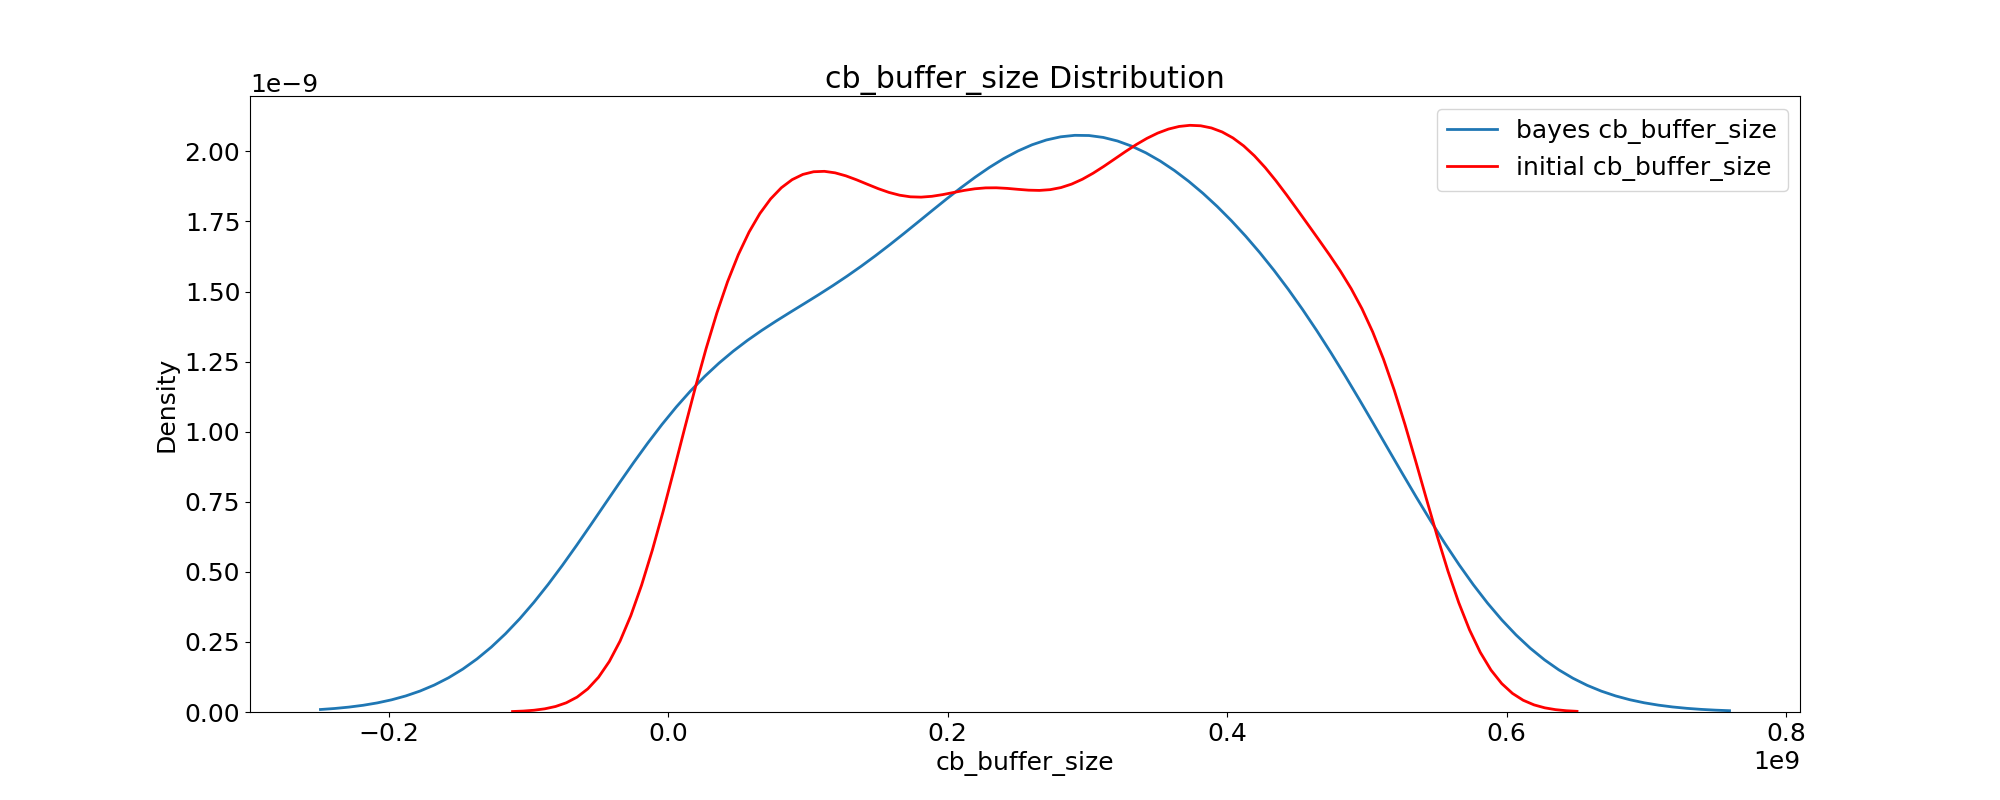 cb_buffer_size Distribution
1e−9
bayes cb_buffer_size
initial cb_buffer_size
2.00
1.75
1.50
1.25
1.00
0.75
0.50
0.25
0.00
Density
−0.2
0.0
0.2
0.4
0.6
0.8
cb_buffer_size
1e9